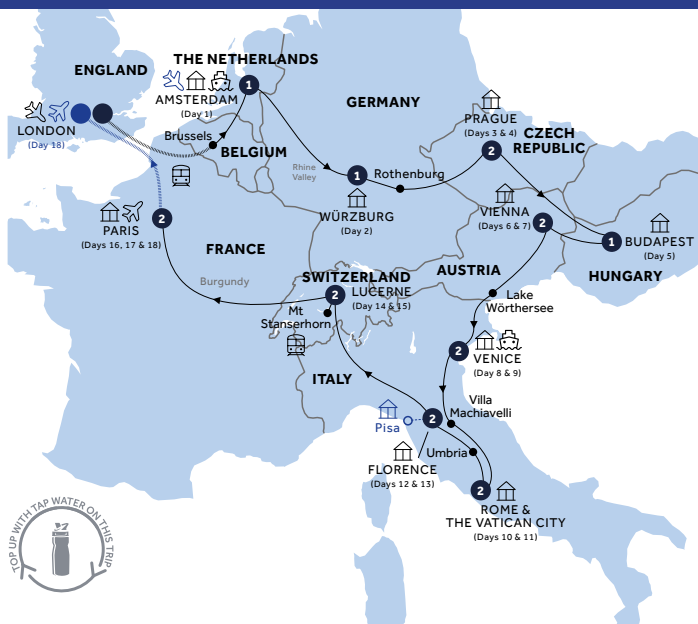 THE NETHERLANDS
ENGLAND
AMSTERDAM
(Day 1)
1
GERMANY
PRAGUE
(Days 3 & 4)
2
CZECH
REPUBLIC
LONDON
(Day 18)
Brussels
BELGIUM
Rhine
Valley
1
Rothenburg
WÜRZBURG
(Day 2)
VIENNA
(Days 6 & 7)
2
1
BUDAPEST
(Day 5)
HUNGARY
PARIS
(Days 16, 17 & 18)
2
FRANCE
Burgundy
SWITZERLAND
2
LUCERNE
(Day 14 & 15)
Mt
Stanserhorn
AUSTRIA
Lake
Wörthersee
2
VENICE
(Day 8 & 9)
ITALY
Villa
Machiavelli
Pisa
2
FLORENCE
(Days 12 & 13)
Umbria
2
ROME &
THE VATICAN CITY
(Days 10 & 11)
TOP UP WITH TAP WATER ON THIS TRIP